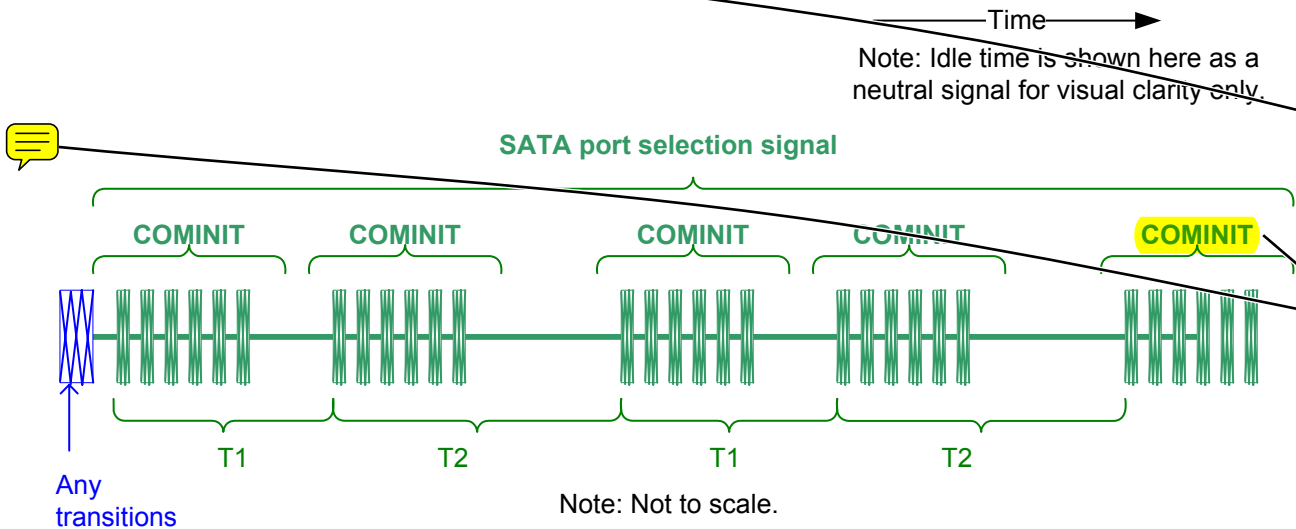 Time
Note: Idle time is shown here as a
neutral signal for visual clarity only.
SATA port selection signal
COMINIT COMINIT COMINIT COMINIT COMINIT
T1 T2 T1 T2
Any
transitions
Note: Not to scale.